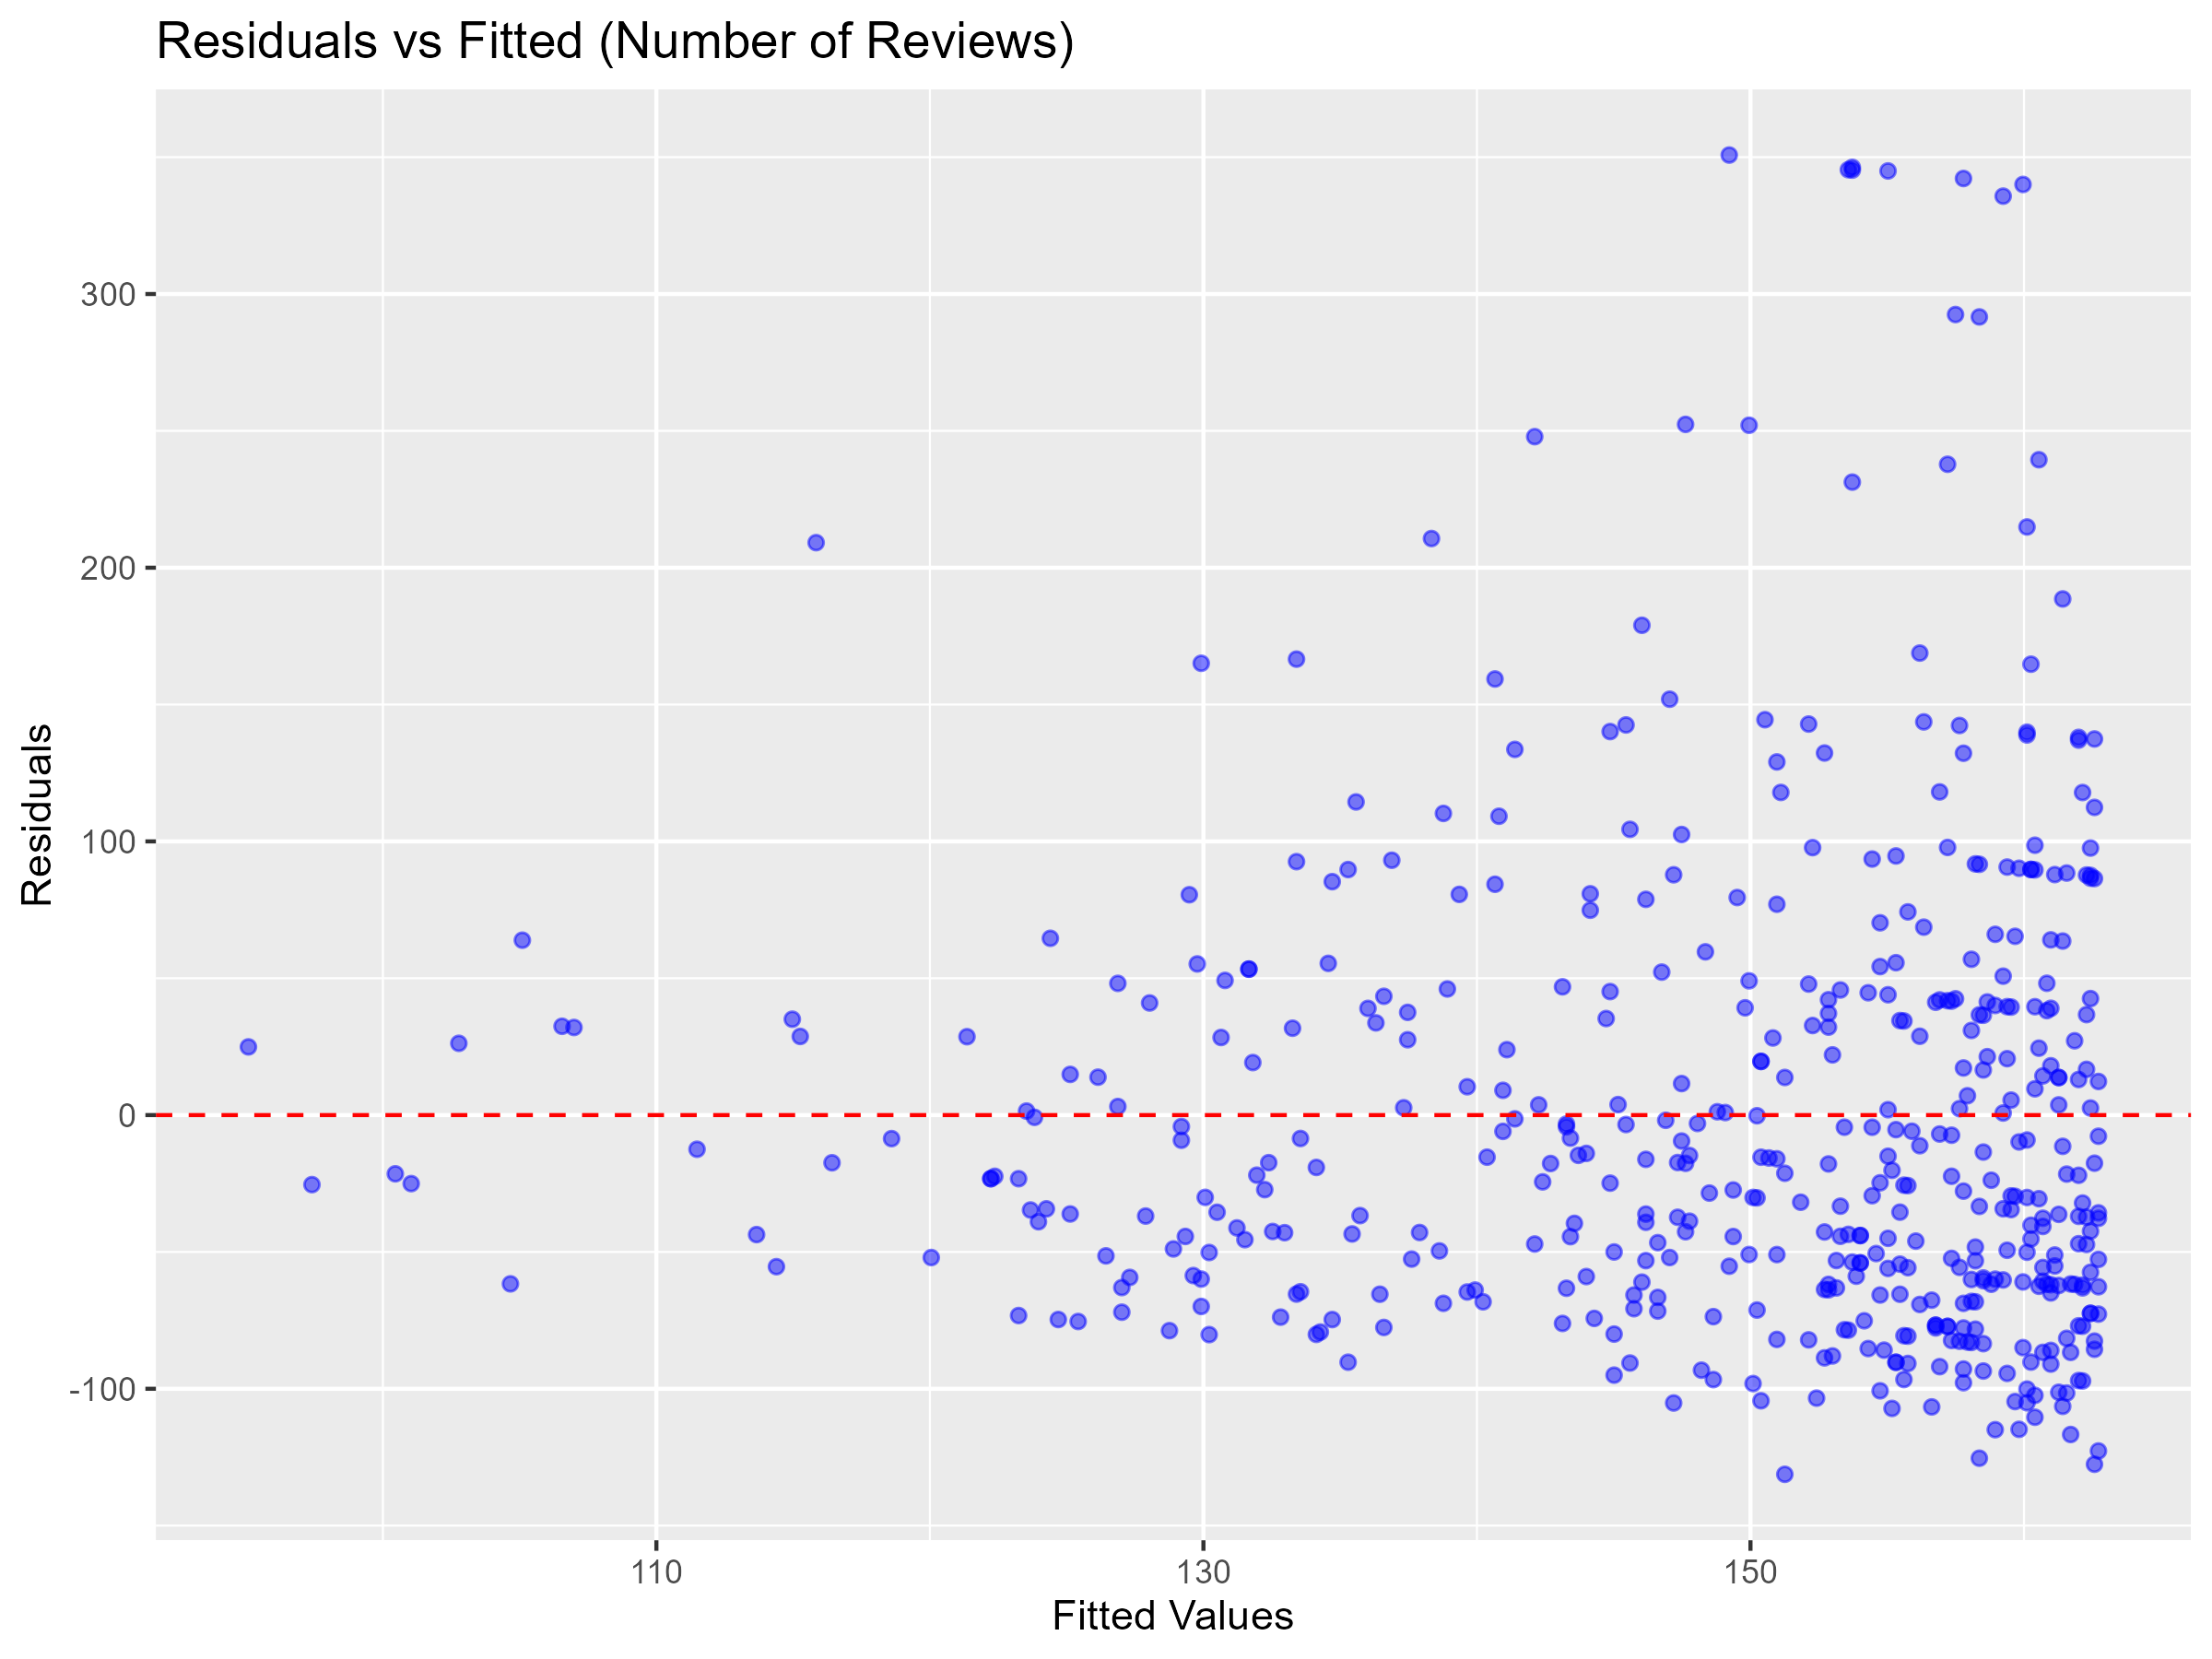 Residuals vs Fitted (Number of Reviews)
Residuals
300
200
100
0
-100
110
130
150
Fitted Values